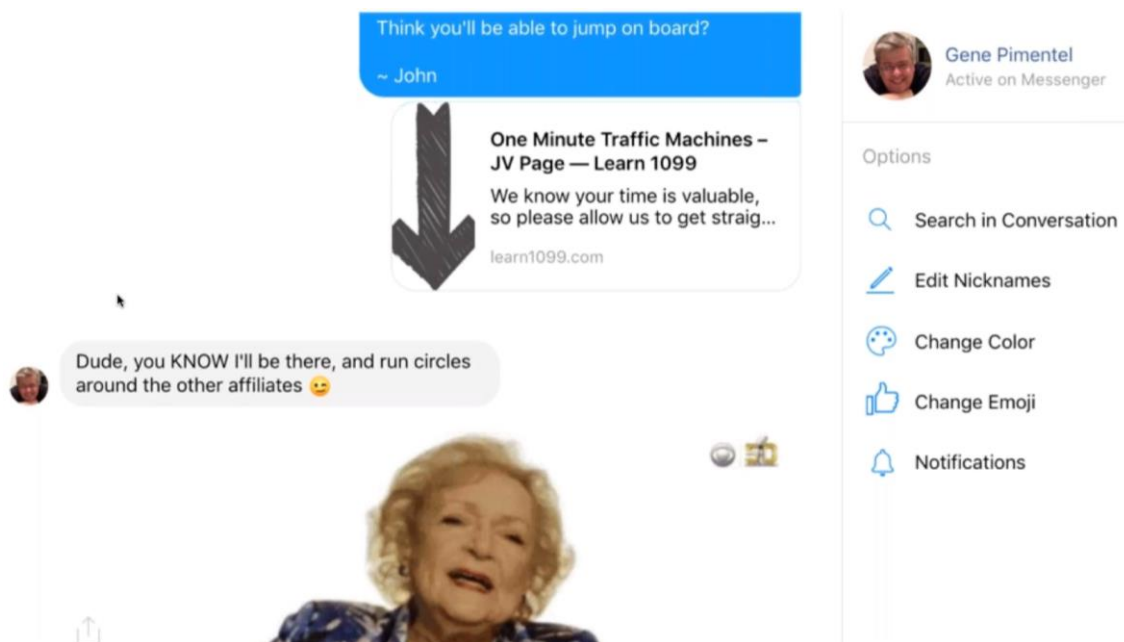 Think you'll be able to jump on board?
~ John
One Minute Traffic Machines –
JV Page — Learn 1099
We know your time is valuable,
so please allow us to get straig...
learn1099.com
Dude, you KNOW I'll be there, and run circles
around the other affiliates 😉
Gene Pimentel
Active on Messenger
Options
Search in Conversation
Edit Nicknames
Change Color
Change Emoji
Notifications